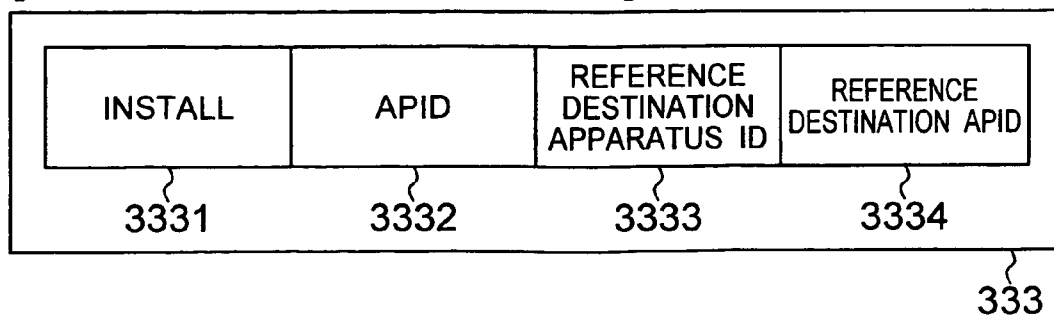 INSTALL
APID
REFERENCE
DESTINATION
APPARATUS ID
REFERENCE
DESTINATION APID
3331
3332
3333
3334
333